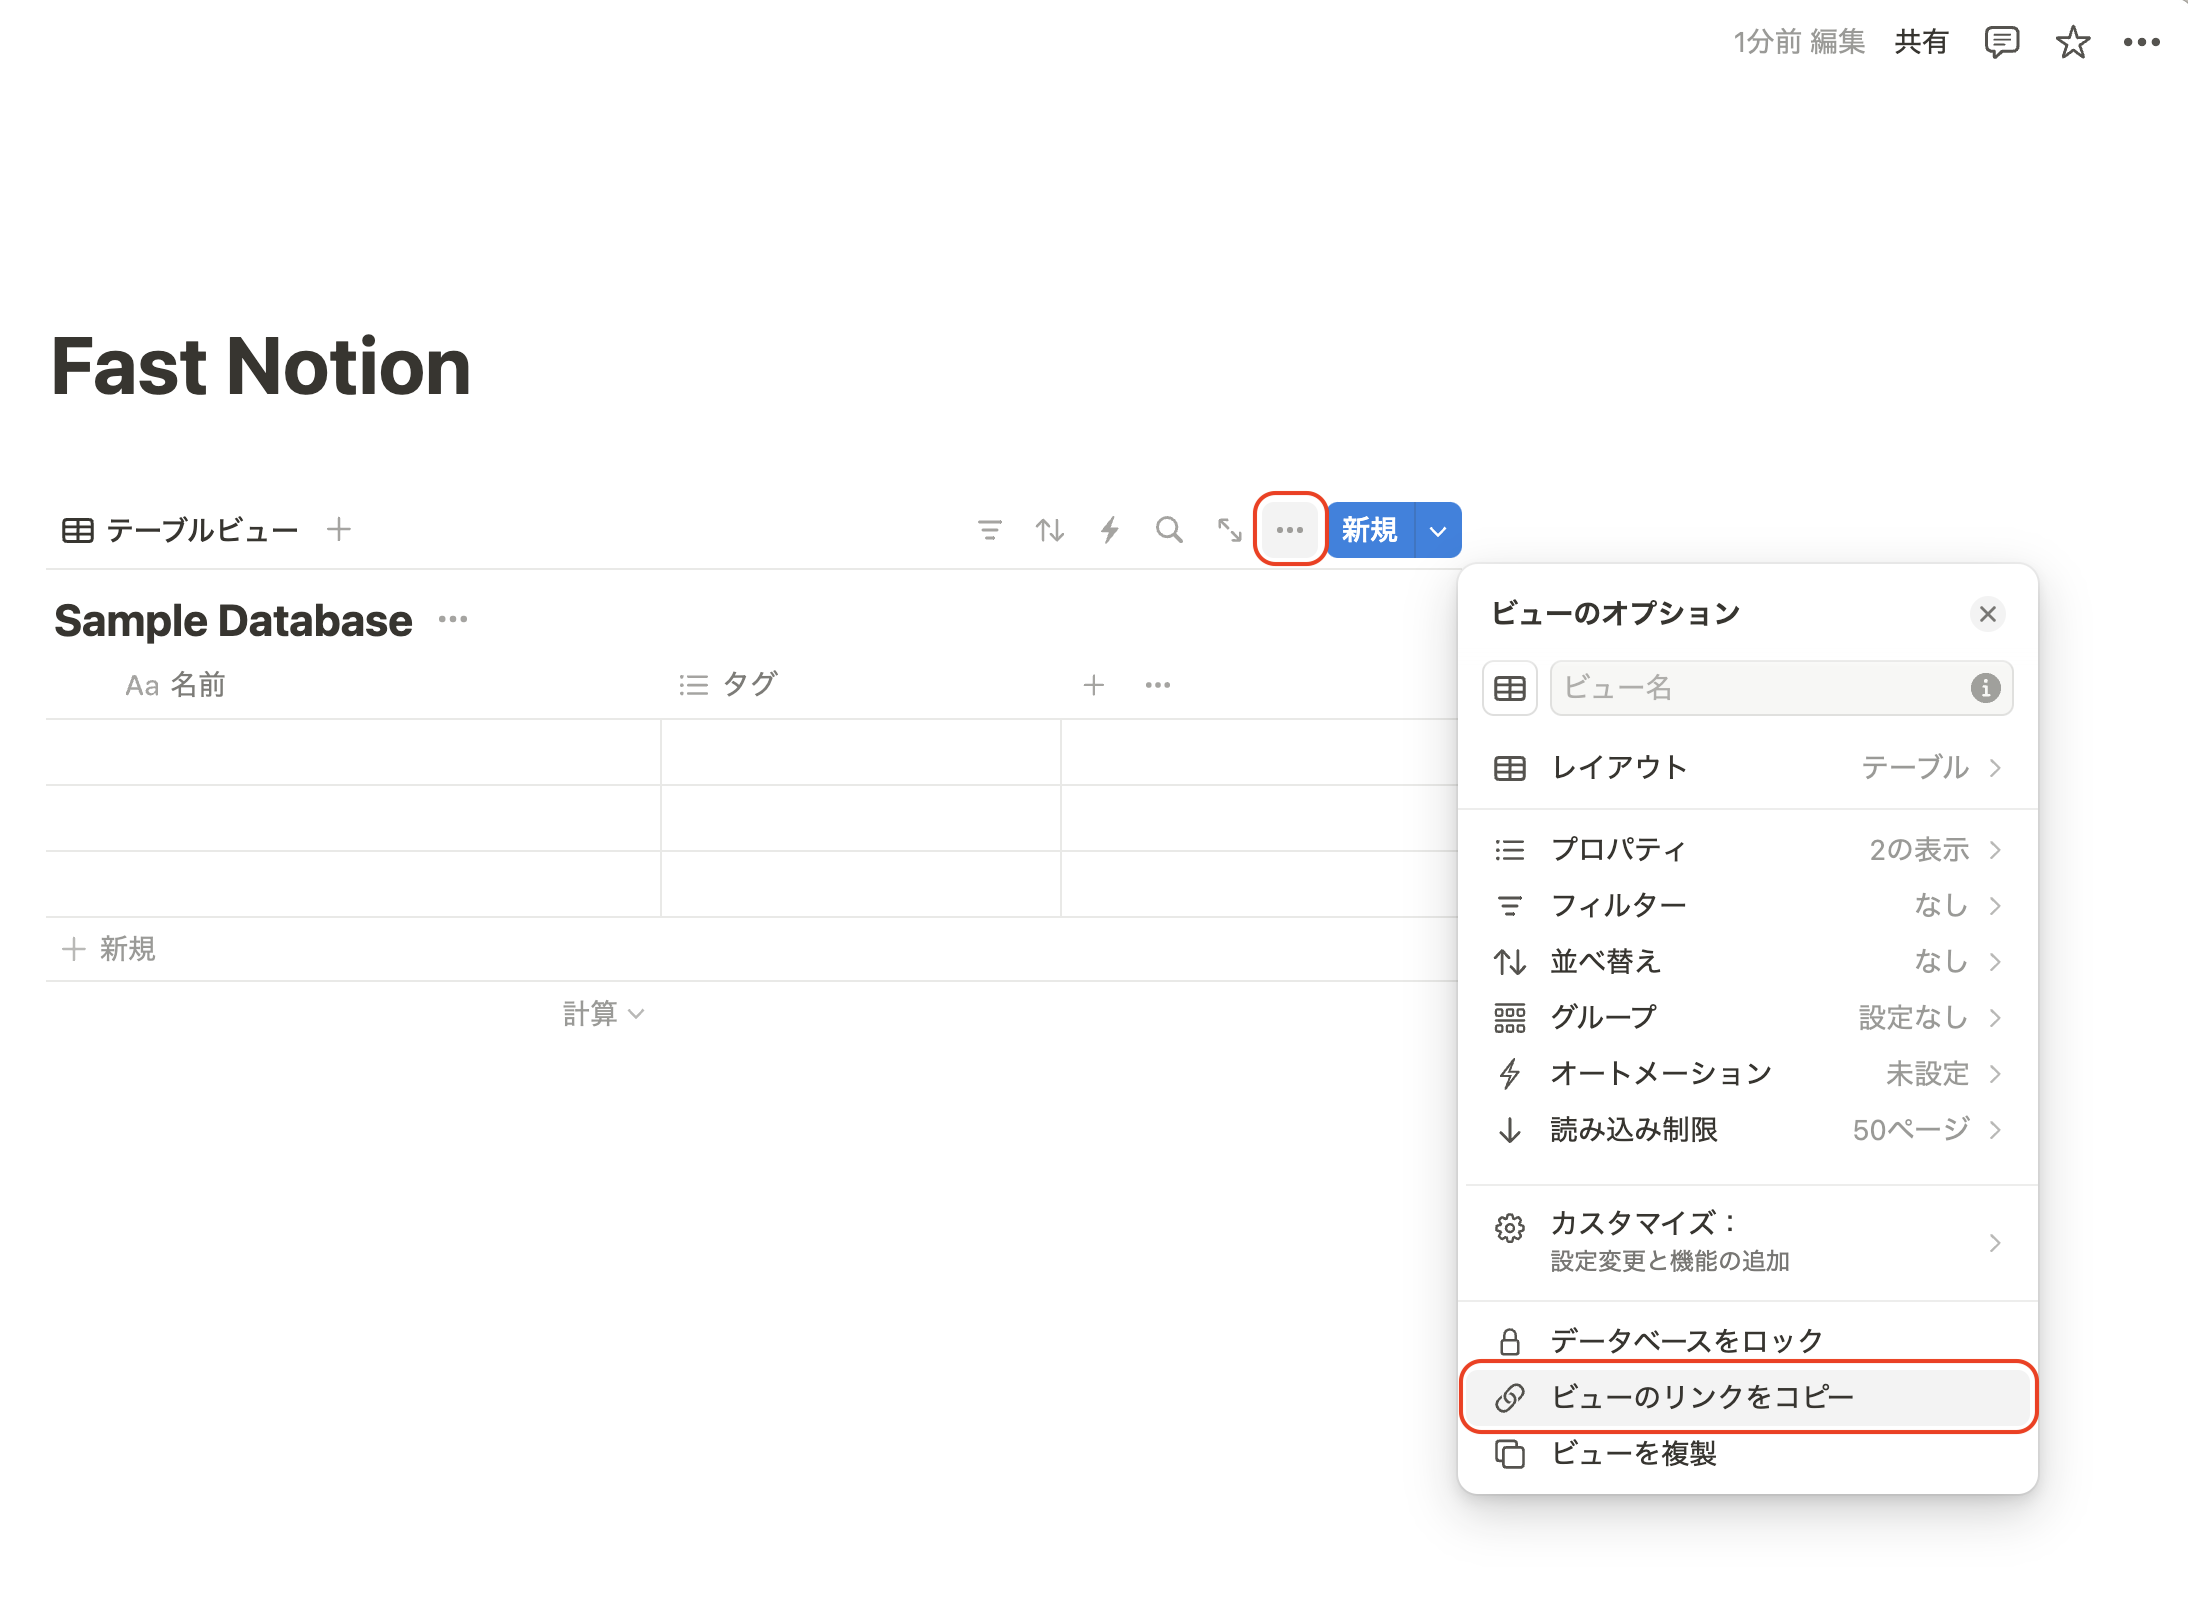 1分前 編集 共有
Fast Notion
テーブルビュー
新規
Sample Database
Aa 名前 タグ
新規
計算
ビューのオプション
ビュー名
レイアウト テーブル
プロパティ 2の表示
フィルター なし
並べ替え なし
グループ 設定なし
オートメーション 未設定
読み込み制限 50ページ
カスタマイズ：
設定変更と機能の追加
データベースをロック
ビューのリンクをコピー
ビューを複製